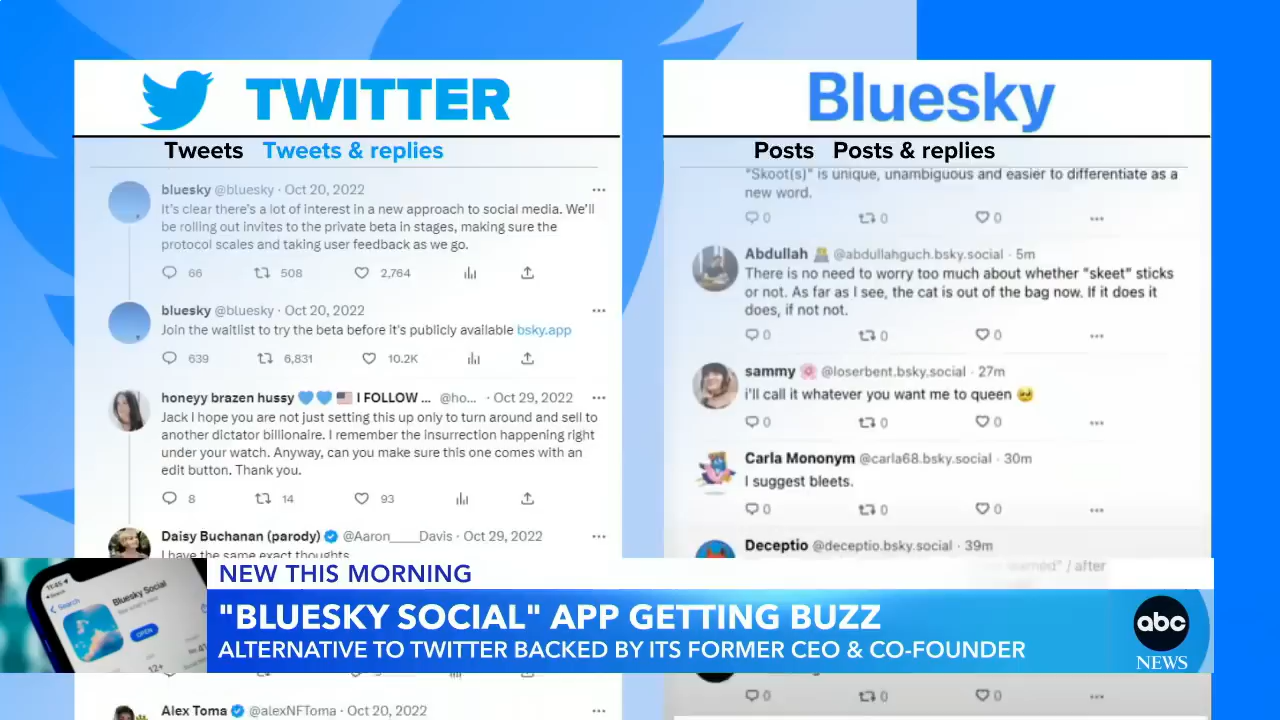 TWITTER
Tweets Tweets & replies
bluesky @bluesky · Oct 20, 2022 ...
It's clear there's a lot of interest in a new approach to social media. We'll
be rolling out invites to the private beta in stages, making sure the
protocol scales and taking user feedback as we go.
66 508 2,764
bluesky @bluesky · Oct 20, 2022 ...
Join the waitlist to try the beta before it's publicly available bsky.app
639 6,831 10.2K
honeyy brazen hussy 💙💙 🇺🇸 I FOLLOW ... @ho... · Oct 29, 2022 ...
Jack I hope you are not just setting this up only to turn around and sell to
another dictator billionaire. I remember the insurrection happening right
under your watch. Anyway, can you make sure this one comes with an
edit button. Thank you.
8 14 93
Daisy Buchanan (parody) @Aaron____Davis · Oct 29, 2022 ...
I have the same exact thoughts
Alex Toma @alexNFToma · Oct 20, 2022 ...
Bluesky
Posts Posts & replies
"Skoot(s)" is unique, unambiguous and easier to differentiate as a
new word.
0 0 0 ...
Abdullah @abdullahguch.bsky.social · 5m
There is no need to worry too much about whether "skeet" sticks
or not. As far as I see, the cat is out of the bag now. If it does it
does, if not not.
0 0 0 ...
sammy 🌸 @loserbent.bsky.social · 27m
i'll call it whatever you want me to queen 🥹
0 0 0 ...
Carla Mononym @carla68.bsky.social · 30m
I suggest bleets.
0 0 0 ...
Deceptio @deceptio.bsky.social · 39m
/ after
0 0 0 ...
NEW THIS MORNING
"BLUESKY SOCIAL" APP GETTING BUZZ
ALTERNATIVE TO TWITTER BACKED BY ITS FORMER CEO & CO-FOUNDER
abc
NEWS
11:45
Search
Bluesky Social
OPEN
12+